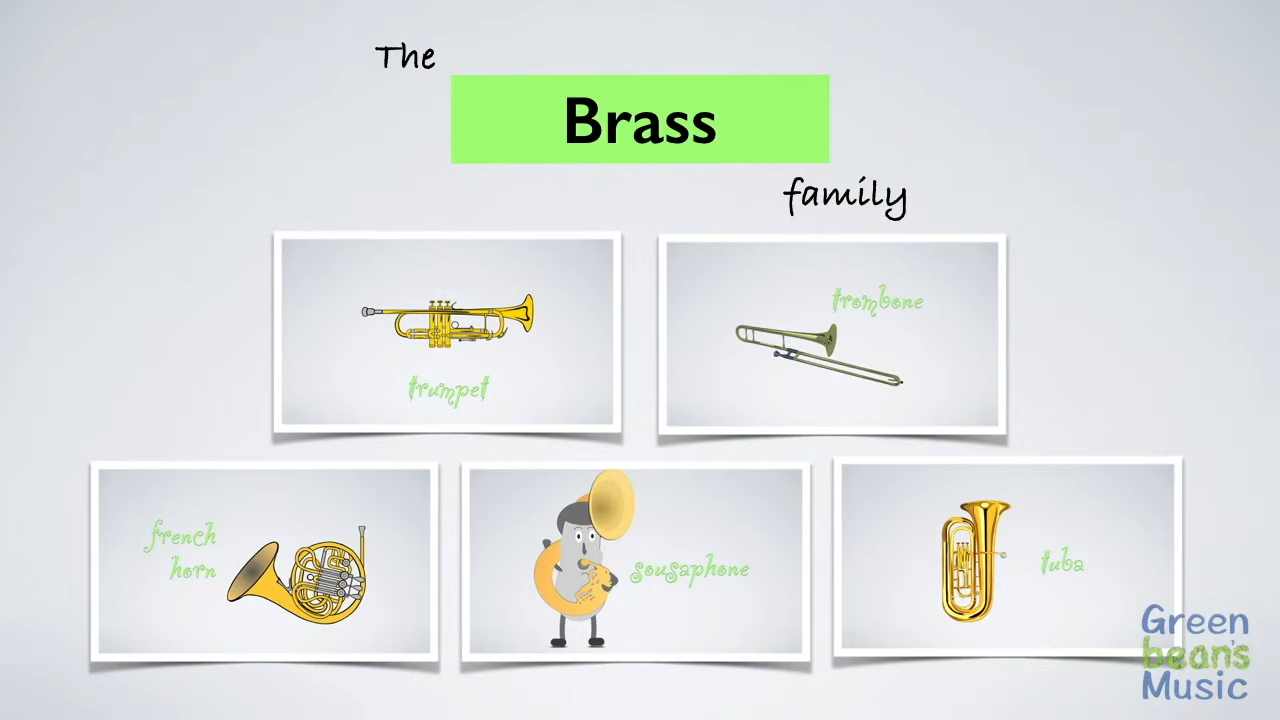 The
Brass
family
trumpet
trombone
french
horn
sousaphone
tuba
Green
bean's
Music